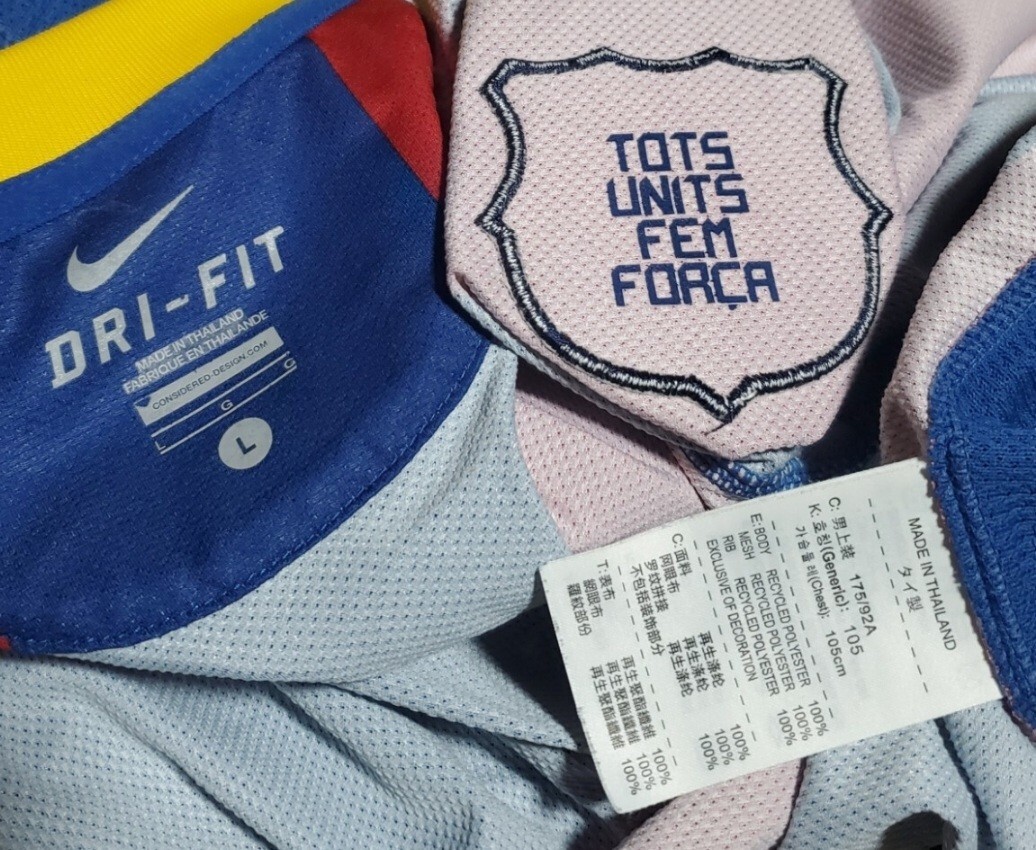 DRI-FIT
MADE IN THAILAND
FABRIQUE EN THAILANDE
CONSIDERED-DESIGN.COM
G
G
L
L
TOTS
UNITS
FEM
FORÇA
MADE IN THAILAND
タイ製
C: 男上装 175/92A
K: 호칭(Generic): 105
가슴둘레(Chest): 105cm
E: BODY RECYCLED POLYESTER 100%
MESH RECYCLED POLYESTER 100%
RIB RECYCLED POLYESTER 100%
EXCLUSIVE OF DECORATION
C: 面料 再生涤纶 100%
网眼布 再生涤纶 100%
罗纹拼接 再生涤纶 100%
不包括装饰部分
T: 表布 再生聚酯纖維 100%
網眼布 再生聚酯纖維 100%
羅紋部份 再生聚酯纖維 100%